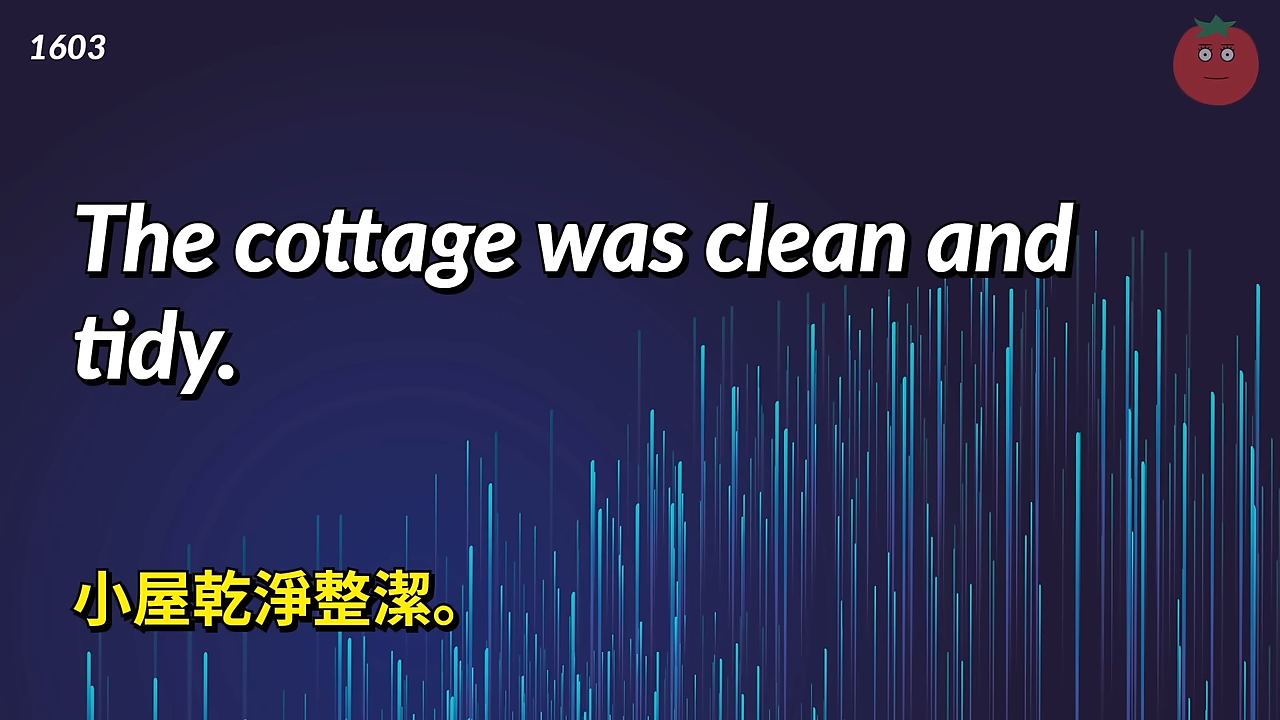 1603
The cottage was clean and
tidy.
小屋乾淨整潔。